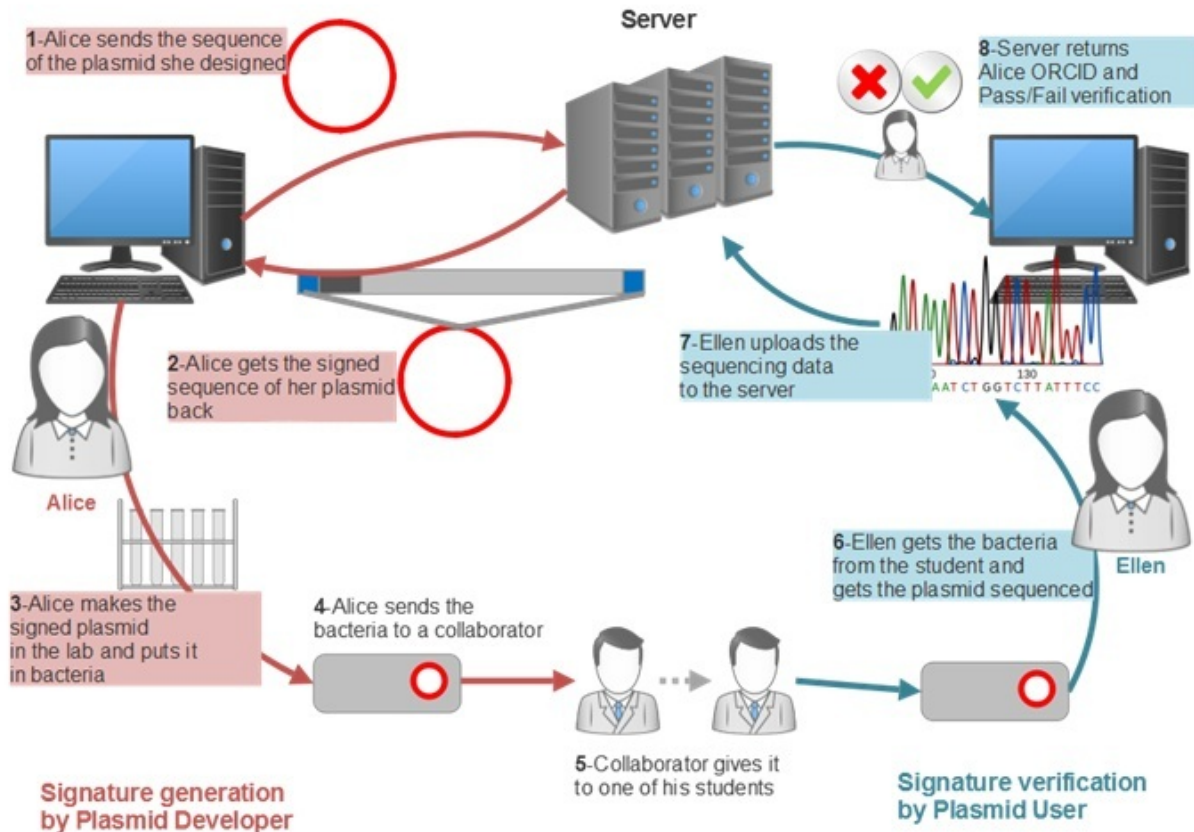 Server
1-Alice sends the sequence
of the plasmid she designed
8-Server returns
Alice ORCID and
Pass/Fail verification
2-Alice gets the signed
sequence of her plasmid
back
7-Ellen uploads the
sequencing data
to the server
130
AATCTGGTCTTATTTCC
Alice
Ellen
3-Alice makes the
signed plasmid
in the lab and puts it
in bacteria
4-Alice sends the
bacteria to a collaborator
5-Collaborator gives it
to one of his students
6-Ellen gets the bacteria
from the student and
gets the plasmid sequenced
Signature generation
by Plasmid Developer
Signature verification
by Plasmid User